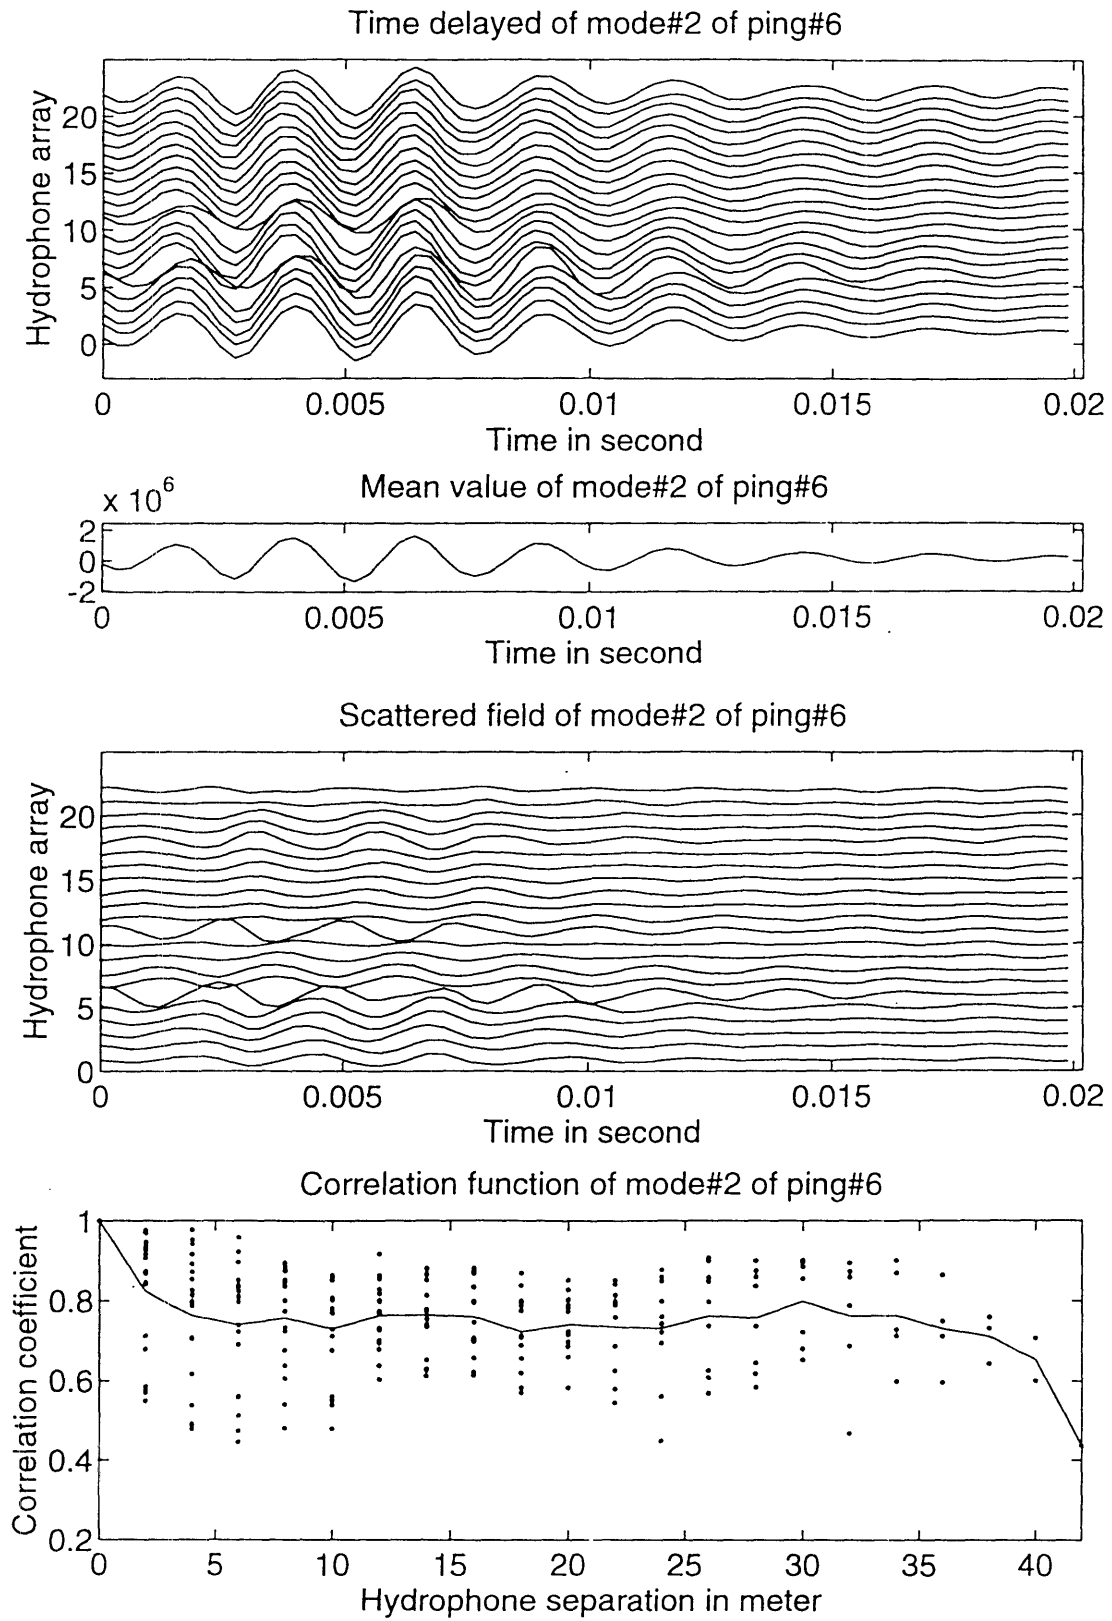 Time delayed of mode#2 of ping#6
Hydrophone array
20
15
10
5
0
0 0.005 0.01 0.015 0.02
Time in second
Mean value of mode#2 of ping#6
x 10^6
2
0
-2
0 0.005 0.01 0.015 0.02
Time in second
Scattered field of mode#2 of ping#6
Hydrophone array
20
15
10
5
0
0 0.005 0.01 0.015 0.02
Time in second
Correlation function of mode#2 of ping#6
Correlation coefficient
1
0.8
0.6
0.4
0.2
0 5 10 15 20 25 30 35 40
Hydrophone separation in meter